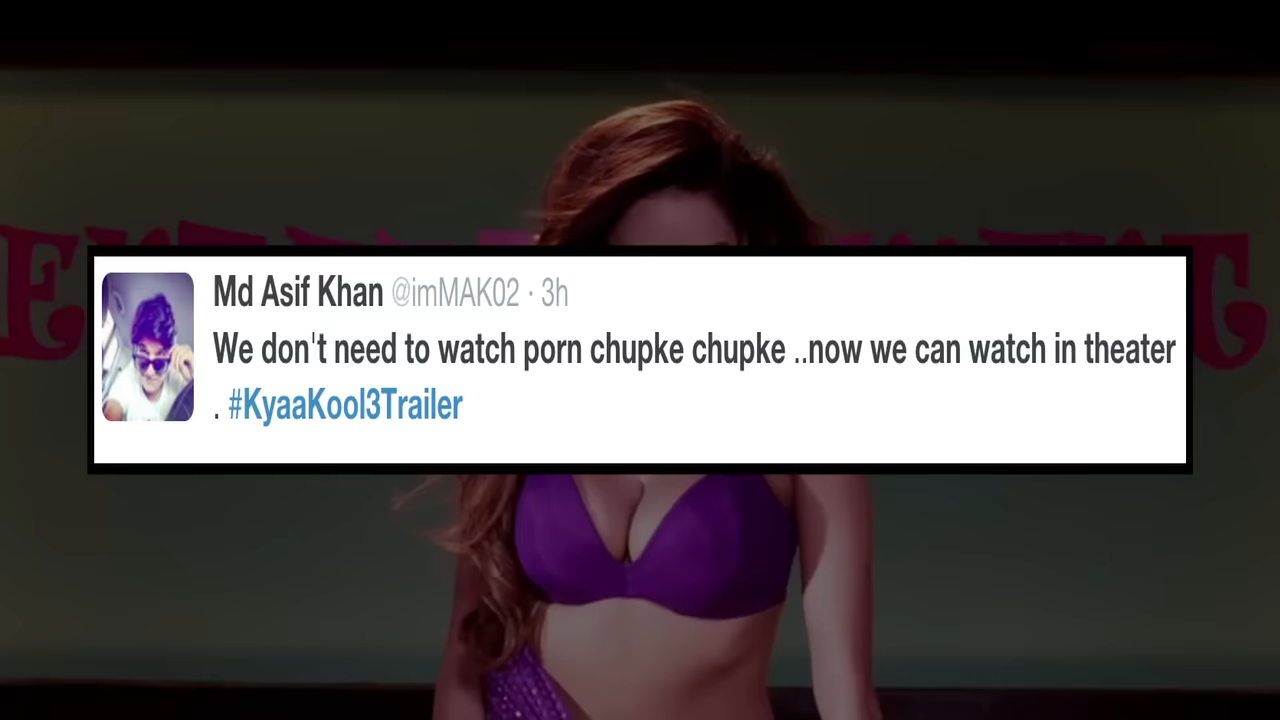 Md Asif Khan @imMAK02 · 3h
We don't need to watch porn chupke chupke ..now we can watch in theater
. #KyaaKool3Trailer